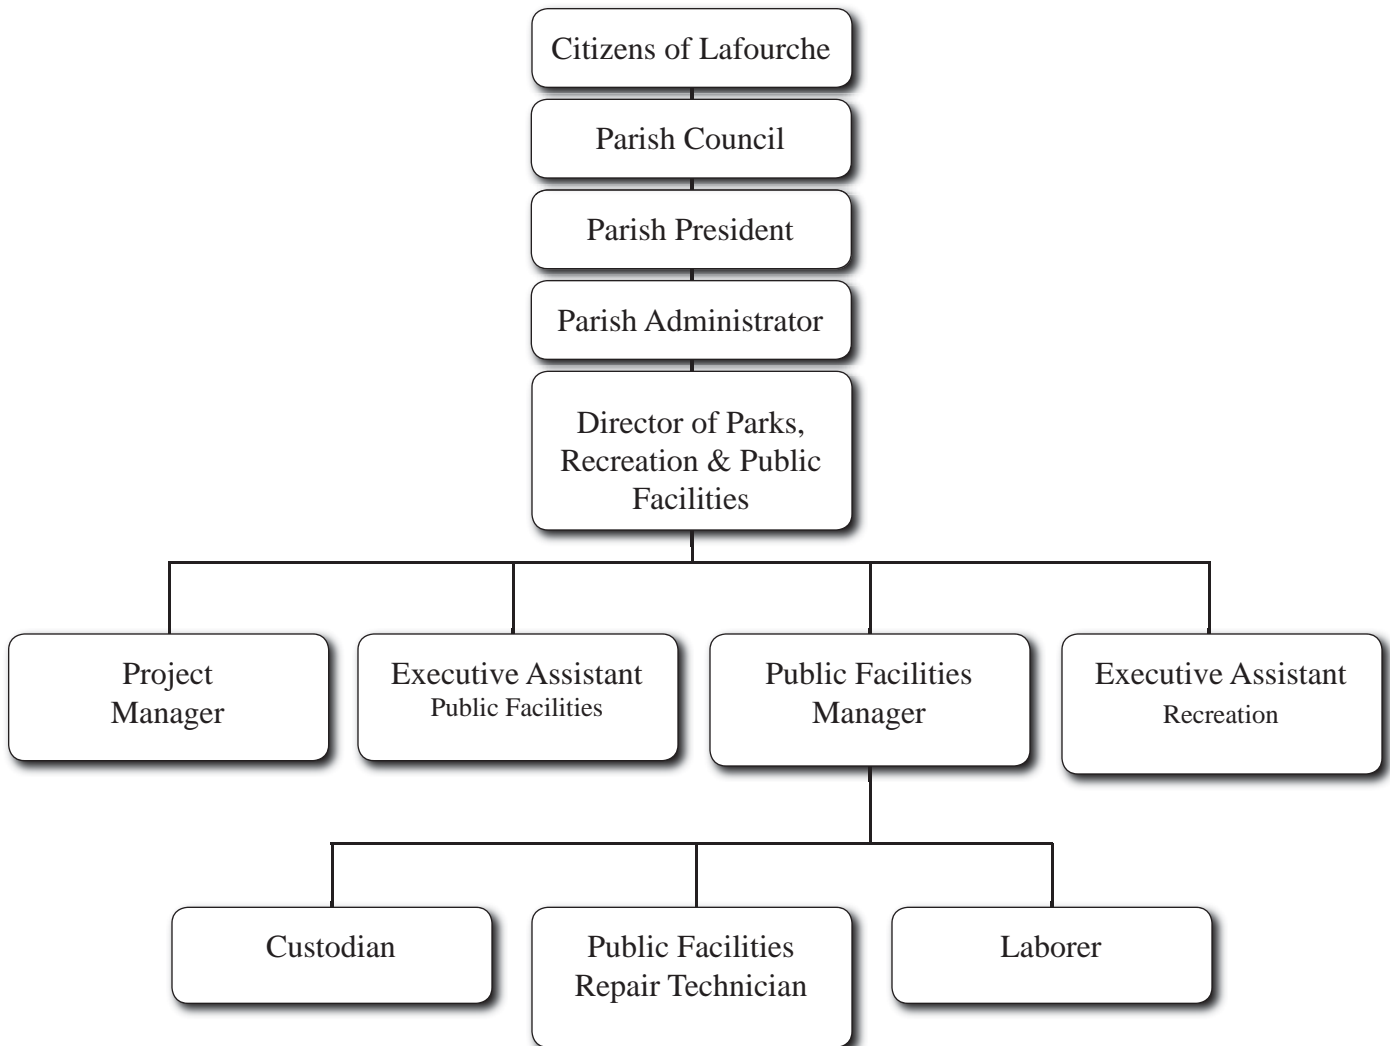 Citizens of Lafourche
Parish Council
Parish President
Parish Administrator
Director of Parks,
Recreation & Public
Facilities
Project
Manager
Executive Assistant
Public Facilities
Public Facilities
Manager
Executive Assistant
Recreation
Custodian
Public Facilities
Repair Technician
Laborer